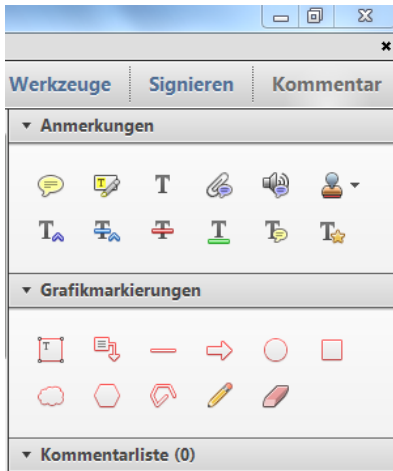 Werkzeuge Signieren Kommentar
Anmerkungen
T T
T T T T T T
Grafikmarkierungen
T
Kommentarliste (0)